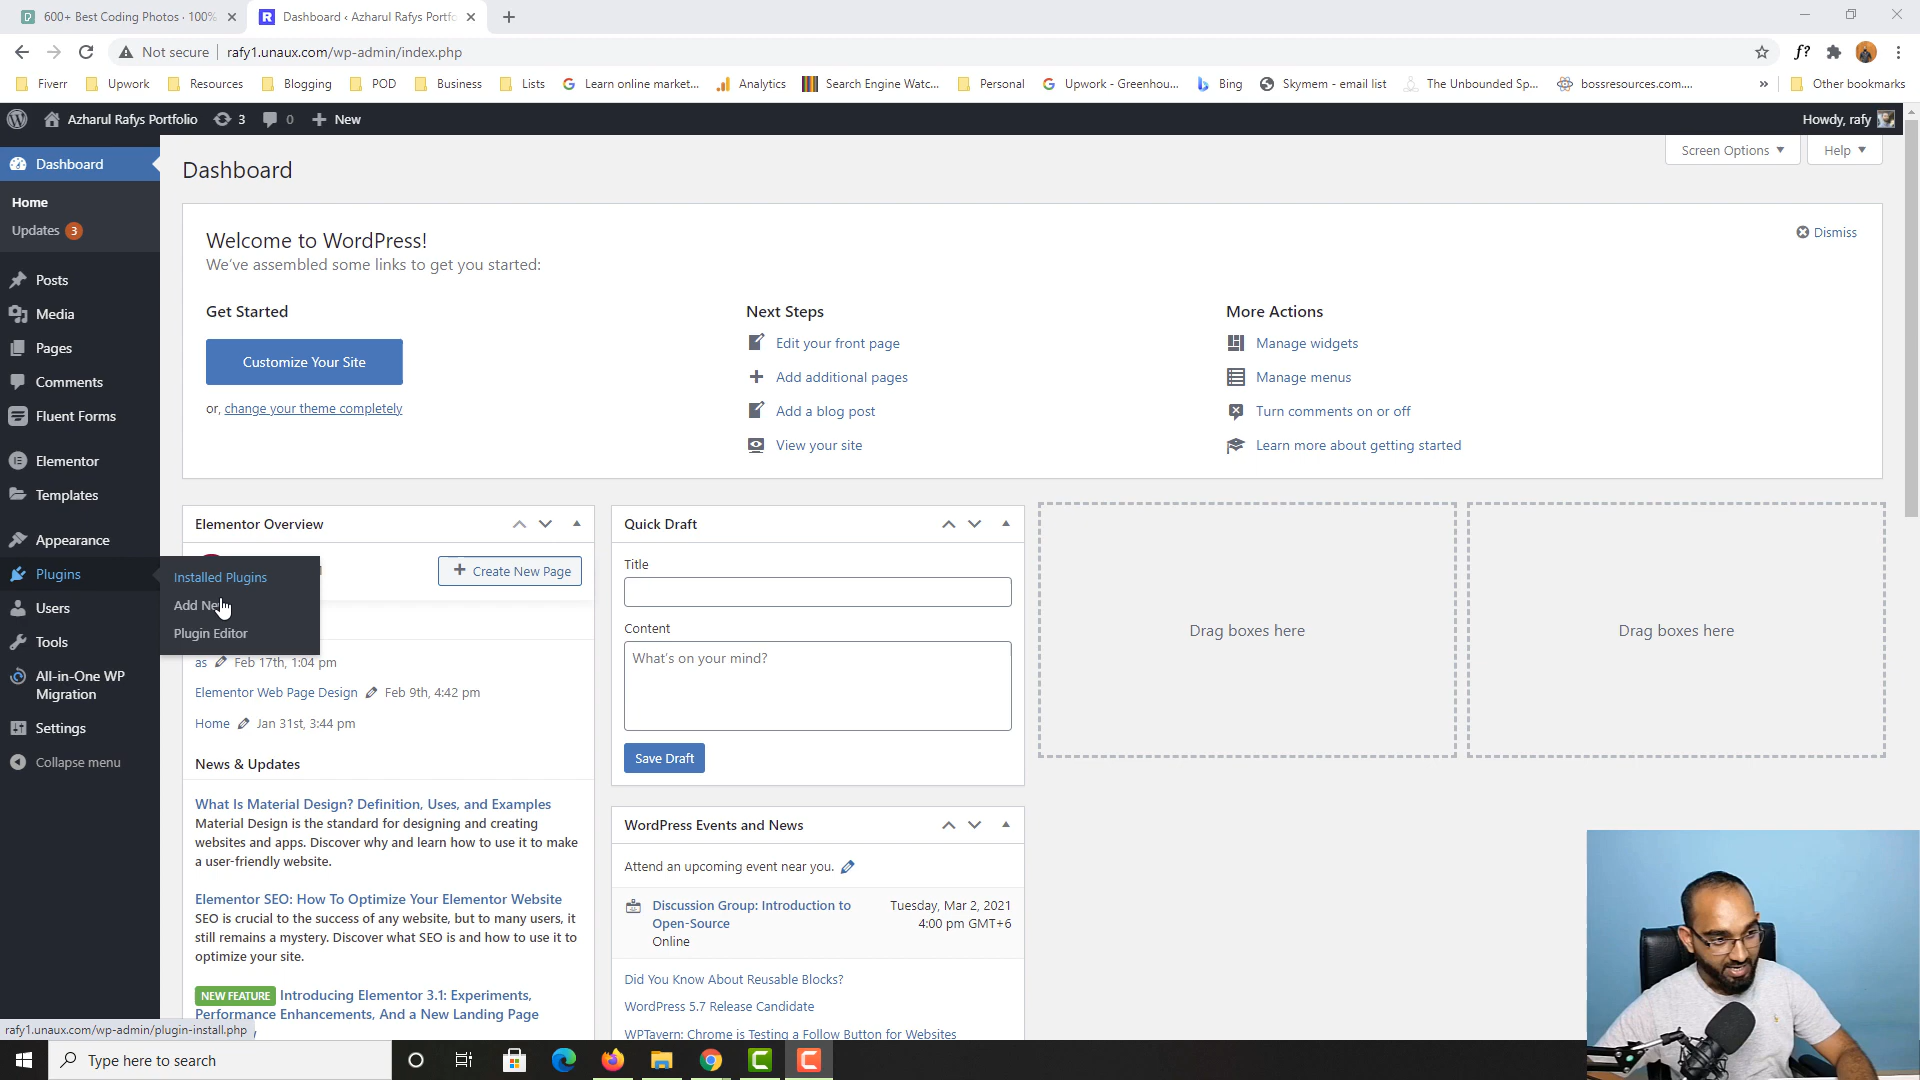 600+ Best Coding Photos · 100%
Dashboard ‹ Azharul Rafys Portfo
Not secure
rafy1.unaux.com/wp-admin/index.php
f?
Fiverr
Upwork
Resources
Blogging
POD
Business
Lists
Learn online market...
Analytics
Search Engine Watc...
Personal
Upwork - Greenhou...
Bing
Skymem - email list
The Unbounded Sp...
bossresources.com....
»
Other bookmarks
Azharul Rafys Portfolio
3
0
New
Howdy, rafy
Dashboard
Home
Updates 3
Posts
Media
Pages
Comments
Fluent Forms
Elementor
Templates
Appearance
Plugins
Users
Tools
All-in-One WP
Migration
Settings
Collapse menu
Installed Plugins
Add
Plugin Editor
Dashboard
Screen Options
Help
Welcome to WordPress!
We've assembled some links to get you started:
Dismiss
Get Started
Customize Your Site
or, change your theme completely
Next Steps
Edit your front page
Add additional pages
Add a blog post
View your site
More Actions
Manage widgets
Manage menus
Turn comments on or off
Learn more about getting started
Elementor Overview
Create New Page
as Feb 17th, 1:04 pm
Elementor Web Page Design Feb 9th, 4:42 pm
Home Jan 31st, 3:44 pm
News & Updates
What Is Material Design? Definition, Uses, and Examples
Material Design is the standard for designing and creating
websites and apps. Discover why and learn how to use it to make
a user-friendly website.
Elementor SEO: How To Optimize Your Elementor Website
SEO is crucial to the success of any website, but to many users, it
still remains a mystery. Discover what SEO is and how to use it to
optimize your site.
NEW FEATURE Introducing Elementor 3.1: Experiments,
Performance Enhancements, And a New Landing Page
Quick Draft
Title
Content
What's on your mind?
Save Draft
WordPress Events and News
Attend an upcoming event near you.
Discussion Group: Introduction to
Open-Source
Online
Tuesday, Mar 2, 2021
4:00 pm GMT+6
Did You Know About Reusable Blocks?
WordPress 5.7 Release Candidate
WPTavern: Chrome is Testing a Follow Button for Websites
Drag boxes here
Drag boxes here
rafy1.unaux.com/wp-admin/plugin-install.php
Type here to search